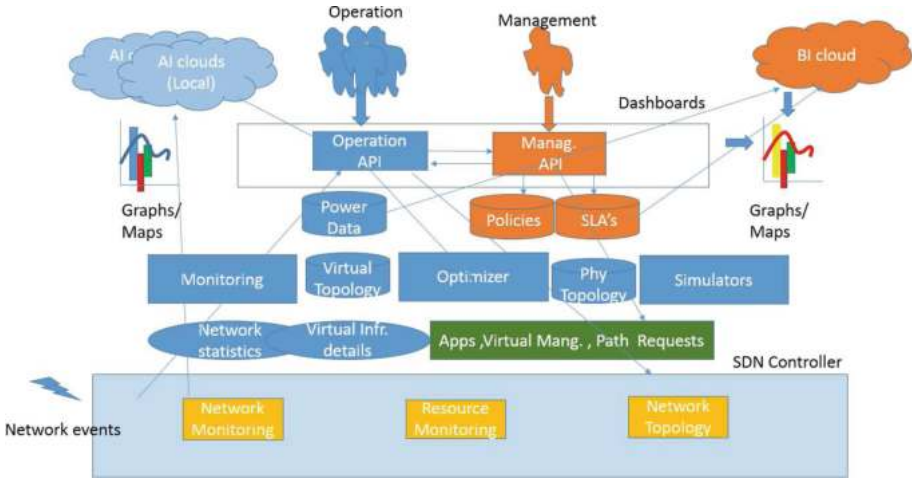 Operation
Management
AI c
AI clouds
(Local)
BI cloud
Dashboards
Operation
API
Manag.
API
Graphs/
Maps
Power
Data
Policies
SLA's
Graphs/
Maps
Monitoring
Virtual
Topology
Optimizer
Phy
Topology
Simulators
Network
statistics
Virtual Infr.
details
Apps ,Virtual Mang. , Path Requests
SDN Controller
Network events
Network
Monitoring
Resource
Monitoring
Network
Topology